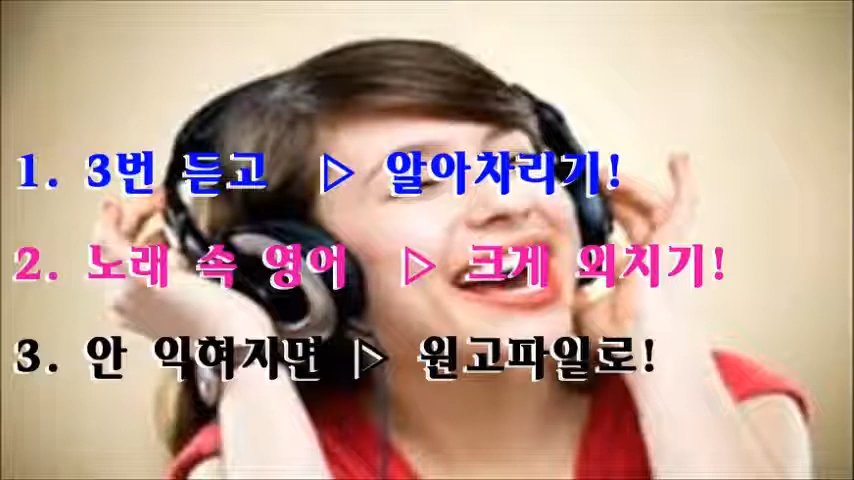 1. 3번 듣고 ▷ 알아차리기!
2. 노래 속 영어 ▷ 크게 외치기!
3. 안 익혀지면 ▷ 원고파일로!